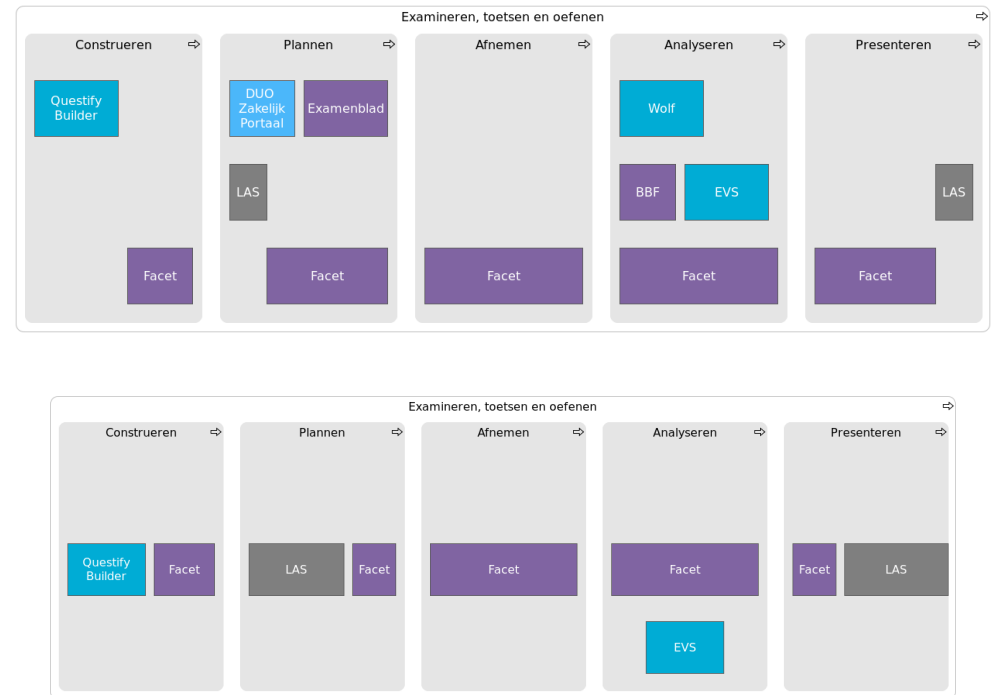 Examineren, toetsen en oefenen
Construeren
Plannen
Afnemen
Analyseren
Presenteren
Questify
Builder
DUO
Zakelijk
Portaal
Examenblad
Wolf
LAS
BBF
EVS
LAS
Facet
Facet
Facet
Facet
Facet
Examineren, toetsen en oefenen
Construeren
Plannen
Afnemen
Analyseren
Presenteren
Questify
Builder
Facet
LAS
Facet
Facet
Facet
Facet
LAS
EVS